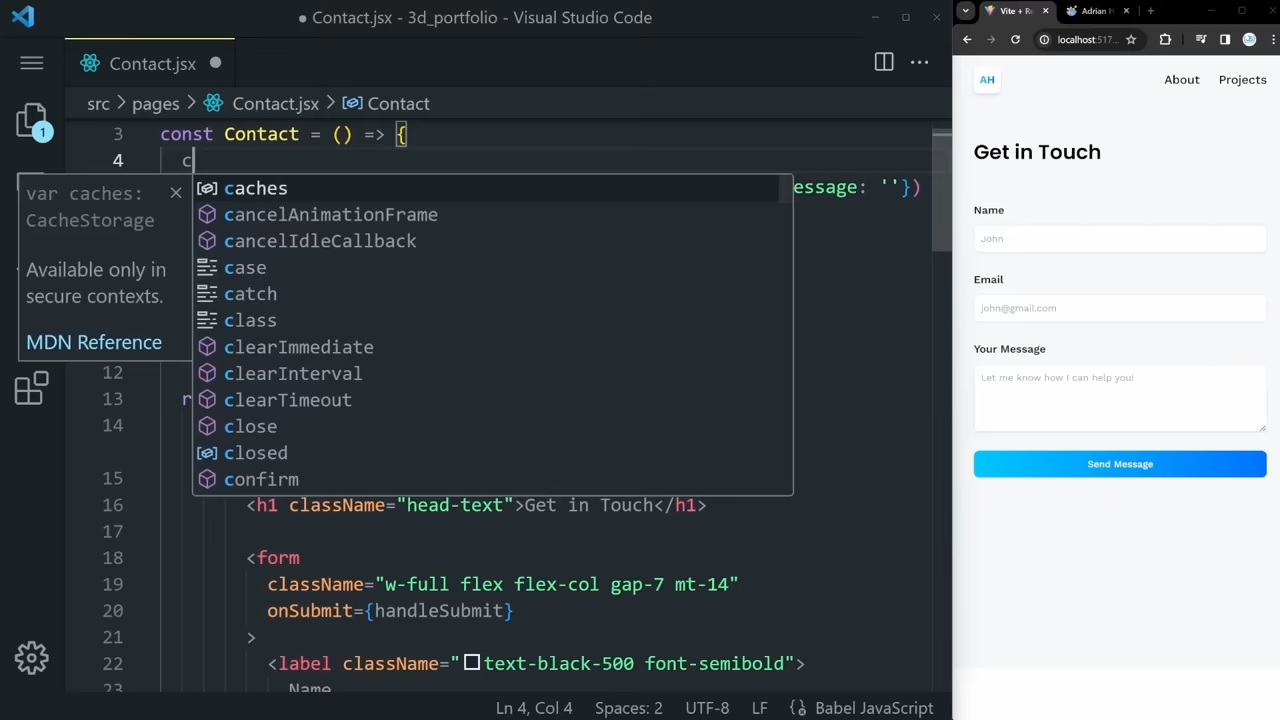 ● Contact.jsx - 3d_portfolio - Visual Studio Code
Contact.jsx
src > pages > Contact.jsx > Contact
3 const Contact = () => {
4 c
essage: ''})
var caches:
CacheStorage
Available only in
secure contexts.
MDN Reference
caches
cancelAnimationFrame
cancelIdleCallback
case
catch
class
clearImmediate
clearInterval
clearTimeout
close
closed
confirm
1
12
13 r
14
15
16 <h1 className="head-text">Get in Touch</h1>
17
18 <form
19 className="w-full flex flex-col gap-7 mt-14"
20 onSubmit={handleSubmit}
21 >
22 <label className="text-black-500 font-semibold">
23 Name
Ln 4, Col 4 Spaces: 2 UTF-8 LF Babel JavaScript
Vite + Re
Adrian H
localhost:517...
AH
About Projects
Get in Touch
Name
John
Email
john@gmail.com
Your Message
Let me know how I can help you!
Send Message